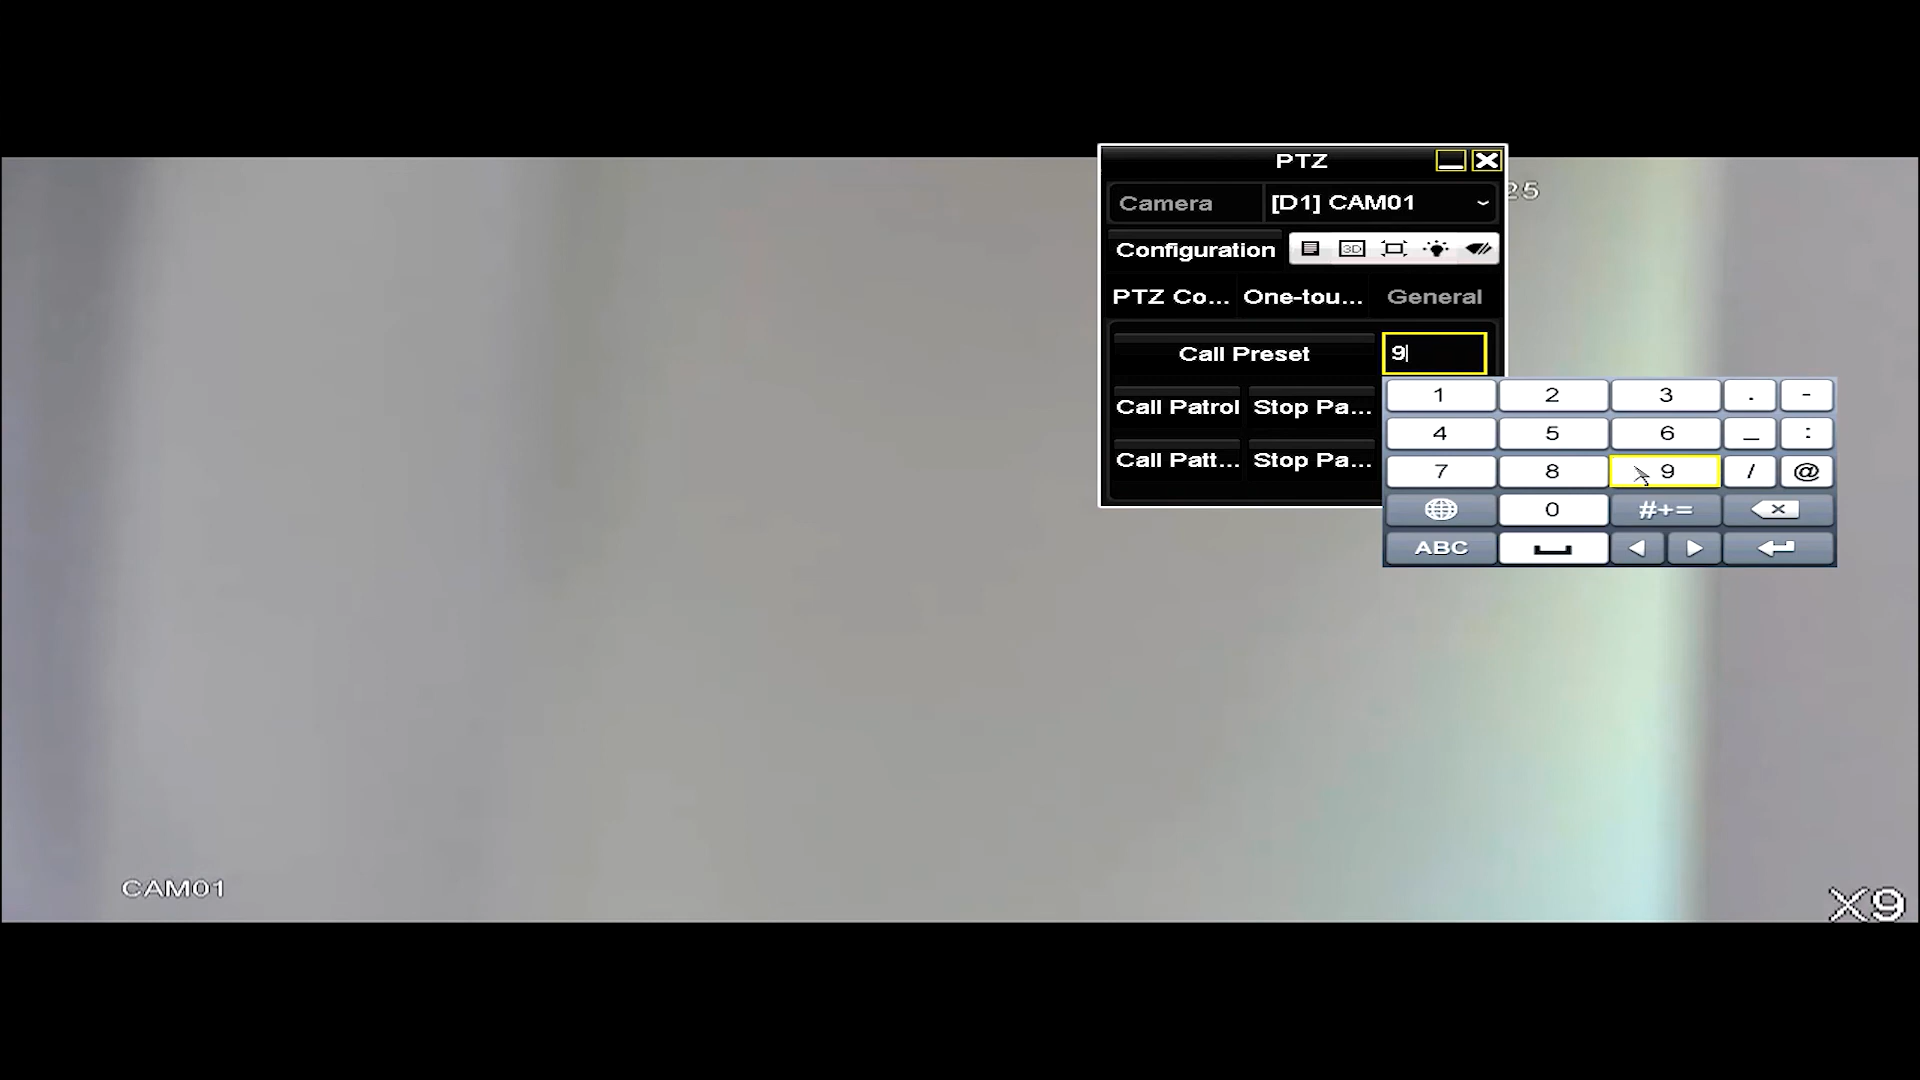 PTZ
25
Camera [D1] CAM01
Configuration 3D
PTZ Co... One-tou... General
Call Preset 9
Call Patrol Stop Pa...
Call Patt... Stop Pa...
1 2 3 . -
4 5 6 _ :
7 8 9 / @
0 #+=
ABC
CAM01
X9